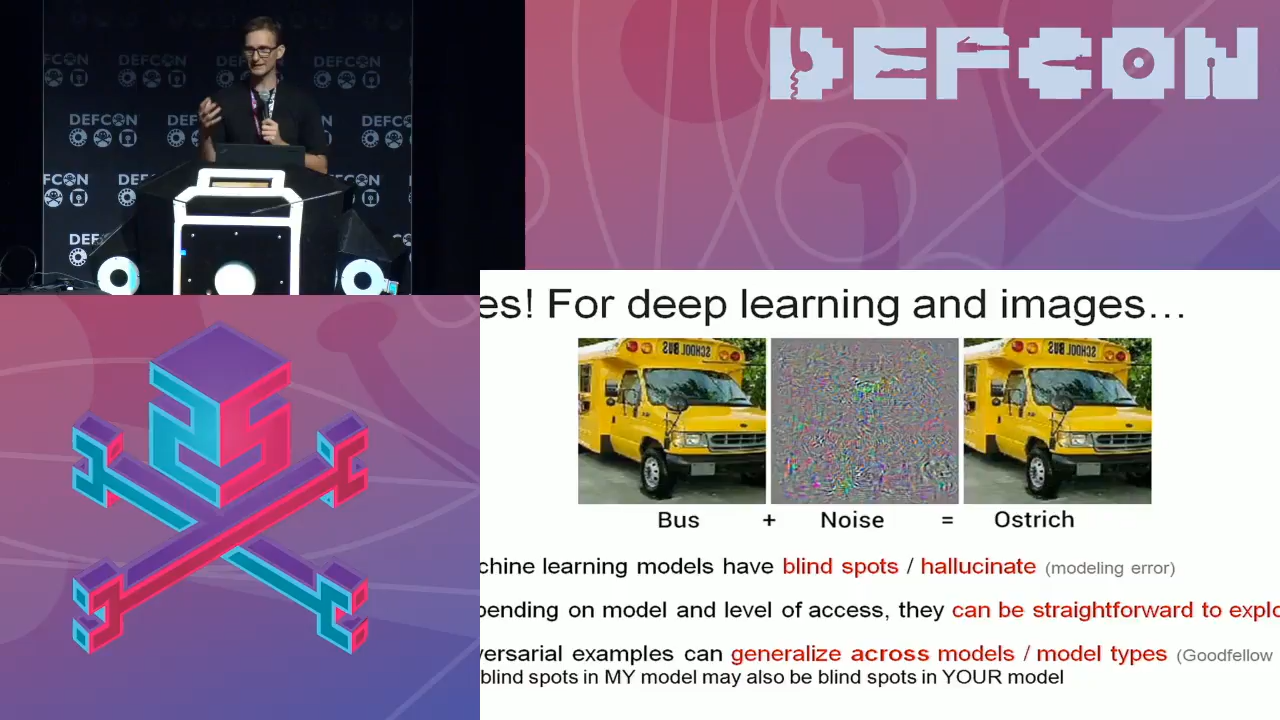 DEFCON
DEFCON
DEFCON
DEFCON
es! For deep learning and images…
SCHOOL BUS
SCHOOL BUS
Bus + Noise = Ostrich
chine learning models have blind spots / hallucinate (modeling error)
pending on model and level of access, they can be straightforward to explo
versarial examples can generalize across models / model types (Goodfellow
blind spots in MY model may also be blind spots in YOUR model